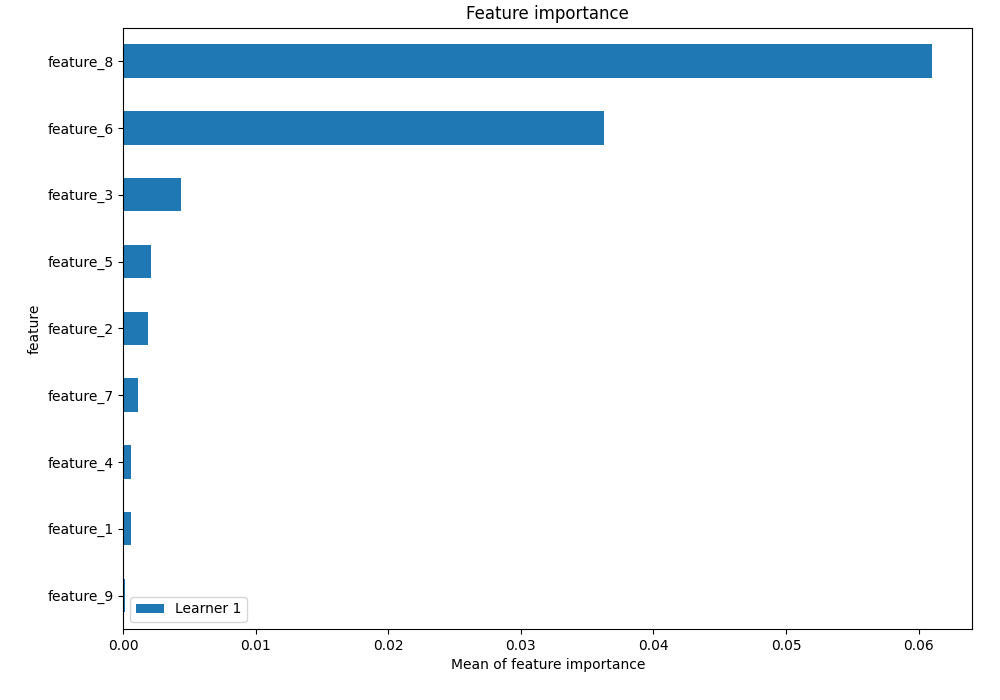 Feature importance
feature_8
feature_6
feature_3
feature_5
feature_2
feature_7
feature_4
feature_1
feature_9
feature
Learner 1
0.00 0.01 0.02 0.03 0.04 0.05 0.06
Mean of feature importance